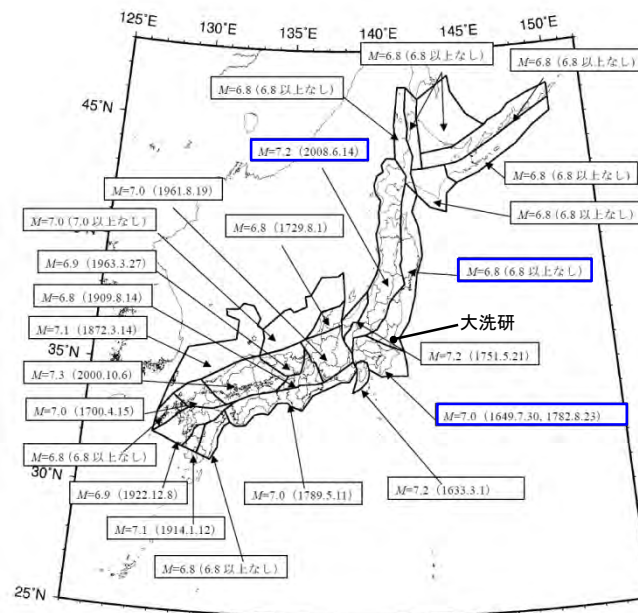 125°E
130°E
135°E
140°E
145°E
150°E
M=6.8 (6.8 以上なし)
M=6.8 (6.8 以上なし)
M=6.8 (6.8 以上なし)
45°N
M=7.2 (2008.6.14)
M=7.0 (1961.8.19)
M=6.8 (6.8 以上なし)
M=7.0 (7.0 以上なし)
M=6.8 (1729.8.1)
M=6.8 (6.8 以上なし)
M=6.9 (1963.3.27)
M=6.8 (6.8 以上なし)
M=6.8 (1909.8.14)
M=7.1 (1872.3.14)
大洗研
35°N
M=7.2 (1751.5.21)
M=7.3 (2000.10.6)
M=7.0 (1700.4.15)
M=7.0 (1649.7.30, 1782.8.23)
M=6.8 (6.8 以上なし)
30°N
M=6.9 (1922.12.8)
M=7.0 (1789.5.11)
M=7.2 (1633.3.1)
M=7.1 (1914.1.12)
M=6.8 (6.8 以上なし)
25°N